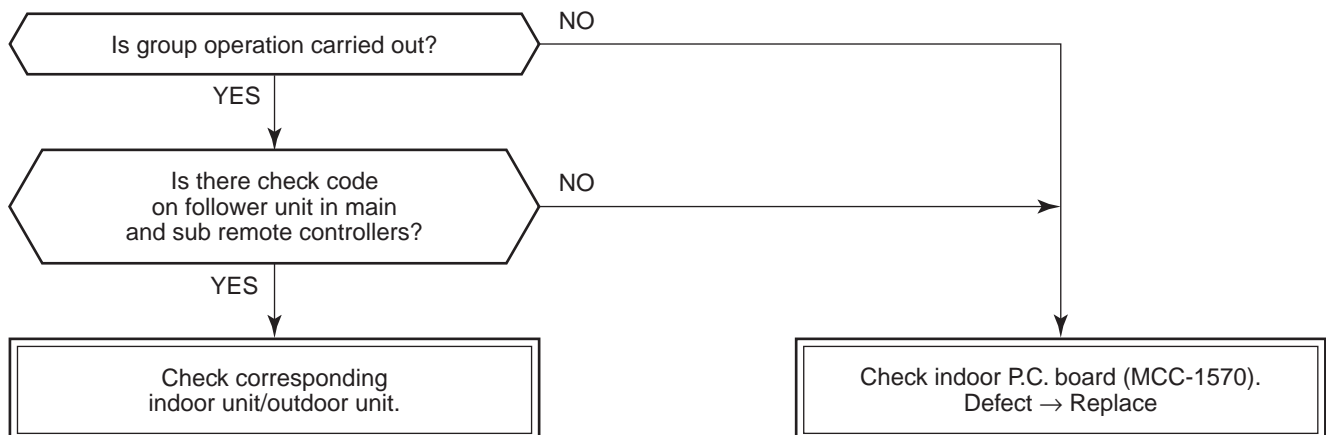 Is group operation carried out?
NO
YES
Is there check code
on follower unit in main
and sub remote controllers?
NO
YES
Check corresponding
indoor unit/outdoor unit.
Check indoor P.C. board (MCC-1570).
Defect → Replace